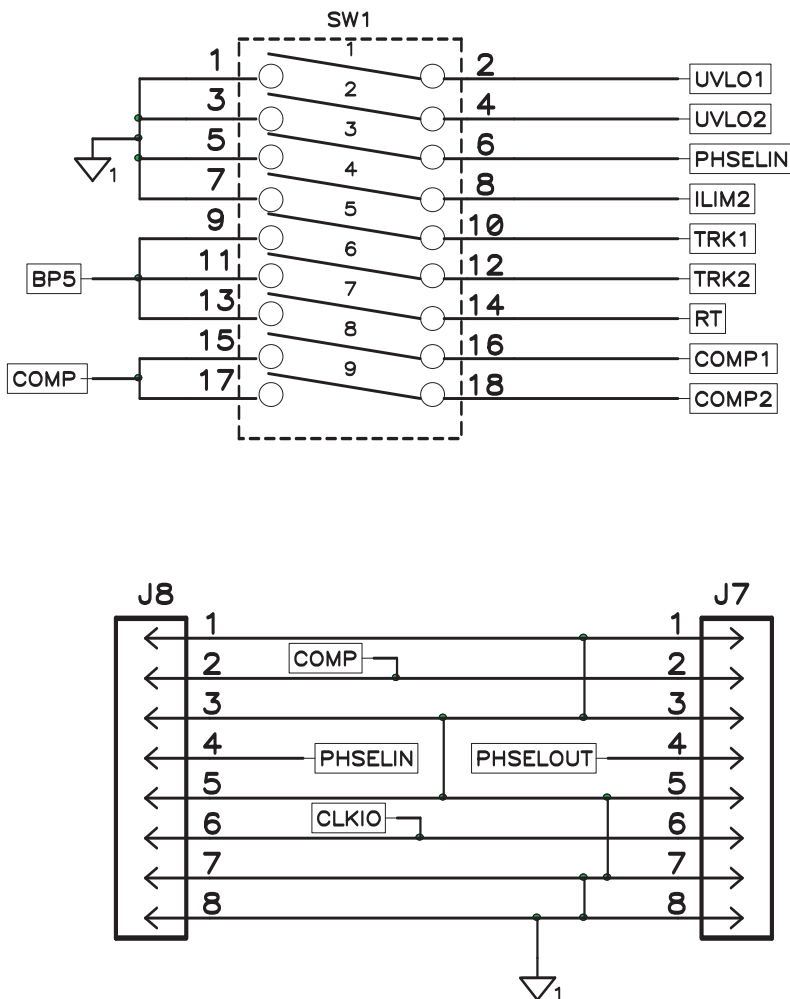 SW1
1 1 2 UVLO1
3 2 4 UVLO2
5 3 6 PHSELIN
1
7 4 8 ILIM2
9 5 10 TRK1
BP5 11 6 12 TRK2
13 7 14 RT
15 8 16 COMP1
COMP 17 9 18 COMP2
J8 J7
1 1
COMP
2 2
3 3
4 PHSELIN PHSELOUT 4
5 5
CLKIO
6 6
7 7
8 8
1